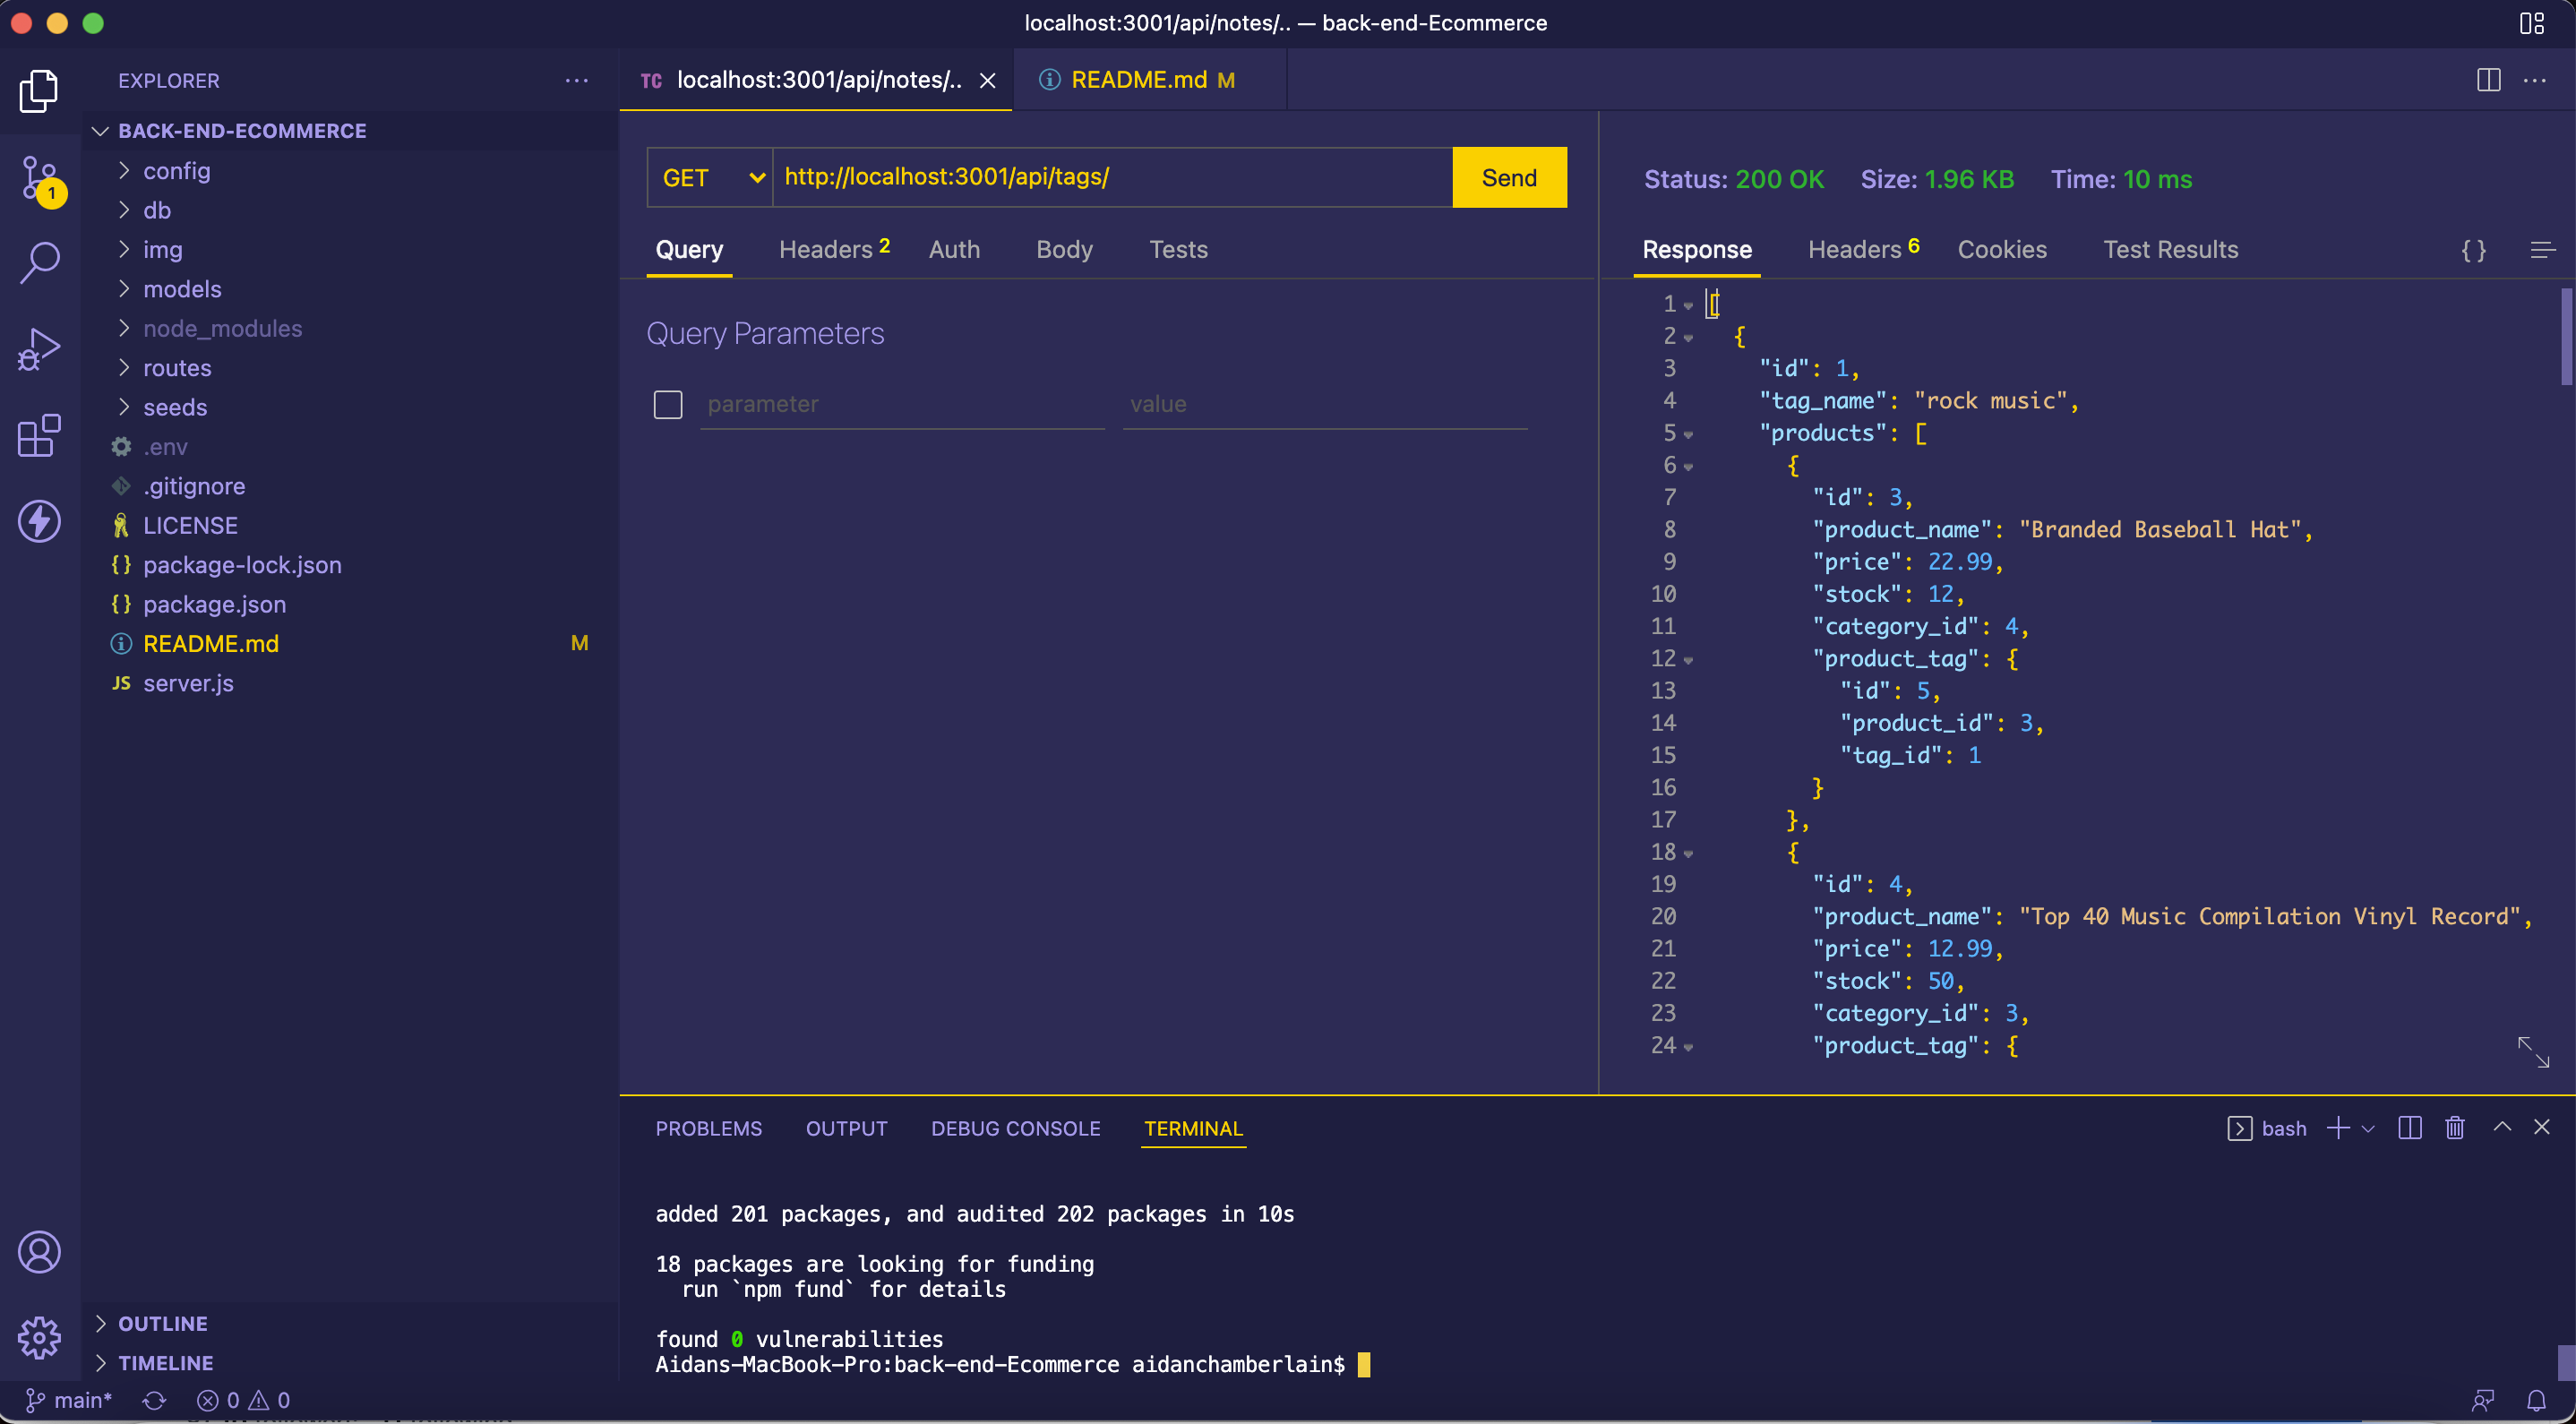 localhost:3001/api/notes/.. — back-end-Ecommerce
EXPLORER
BACK-END-ECOMMERCE
config
db
img
models
node_modules
routes
seeds
.env
.gitignore
LICENSE
{} package-lock.json
{} package.json
README.md M
JS server.js
OUTLINE
TIMELINE
1
TC localhost:3001/api/notes/..
README.md M
GET http://localhost:3001/api/tags/ Send
Query Headers 2 Auth Body Tests
Query Parameters
parameter value
Status: 200 OK Size: 1.96 KB Time: 10 ms
Response Headers 6 Cookies Test Results {}
1 [
2 {
3 "id": 1,
4 "tag_name": "rock music",
5 "products": [
6 {
7 "id": 3,
8 "product_name": "Branded Baseball Hat",
9 "price": 22.99,
10 "stock": 12,
11 "category_id": 4,
12 "product_tag": {
13 "id": 5,
14 "product_id": 3,
15 "tag_id": 1
16 }
17 },
18 {
19 "id": 4,
20 "product_name": "Top 40 Music Compilation Vinyl Record",
21 "price": 12.99,
22 "stock": 50,
23 "category_id": 3,
24 "product_tag": {
PROBLEMS OUTPUT DEBUG CONSOLE TERMINAL
bash
added 201 packages, and audited 202 packages in 10s
18 packages are looking for funding
run `npm fund` for details
found 0 vulnerabilities
Aidans-MacBook-Pro:back-end-Ecommerce aidanchamberlain$
main* 0 0